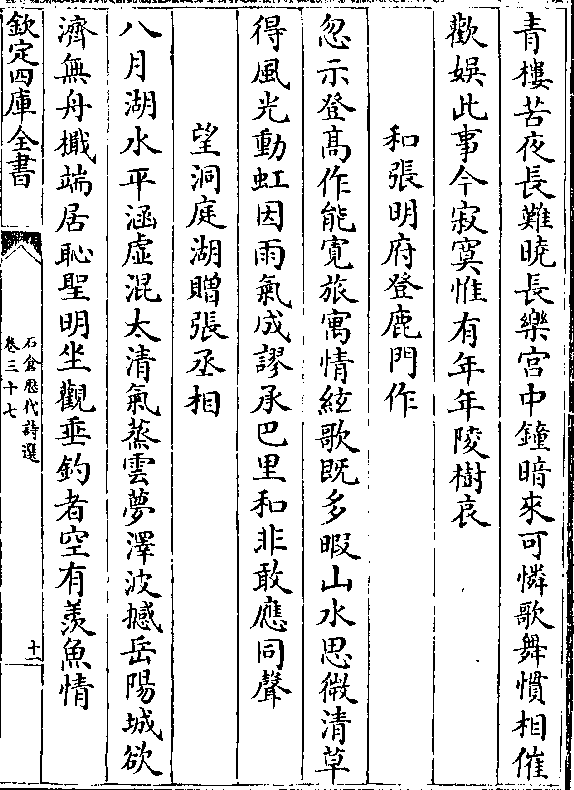 青樓苦夜長難曉長樂宮中鐘暗來可憐歌舞慣相催
歡娛此事今寂寞惟有年年陵樹哀
和張明府登鹿門作
忽示登高作能寛旅寓情絃歌既多暇山水思微清草
得風光動虹因雨氣成謬承巴里和非敢應同聲
望洞庭湖贈張丞相
八月湖水平涵虛混太清氣蒸雲夢澤波撼岳陽城欲
濟無舟檝端居恥聖明坐觀垂釣者空有羨魚情
欽定四庫全書
石倉歷代詩選
卷三十七
十一